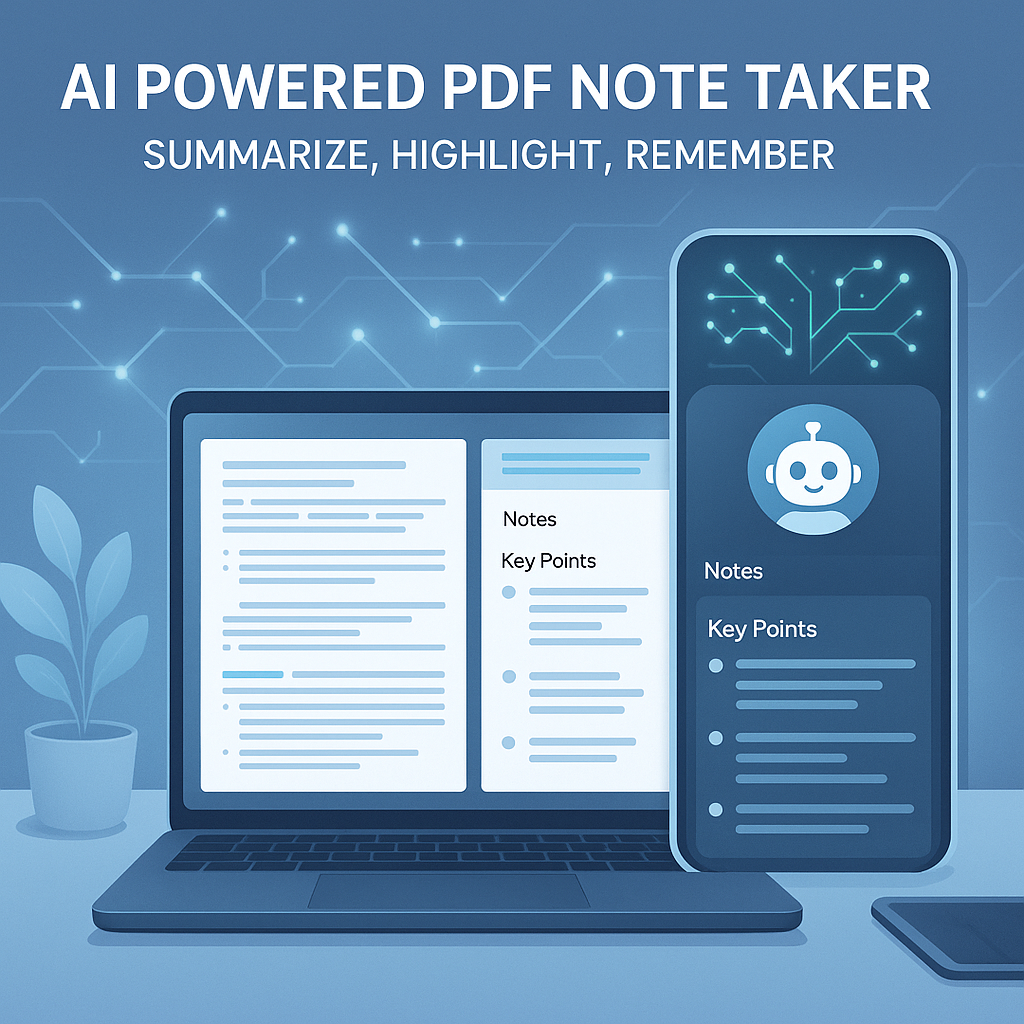 AI POWERED PDF NOTE TAKER
SUMMARIZE, HIGHLIGHT, REMEMBER
Notes
Key Points
Notes
Key Points